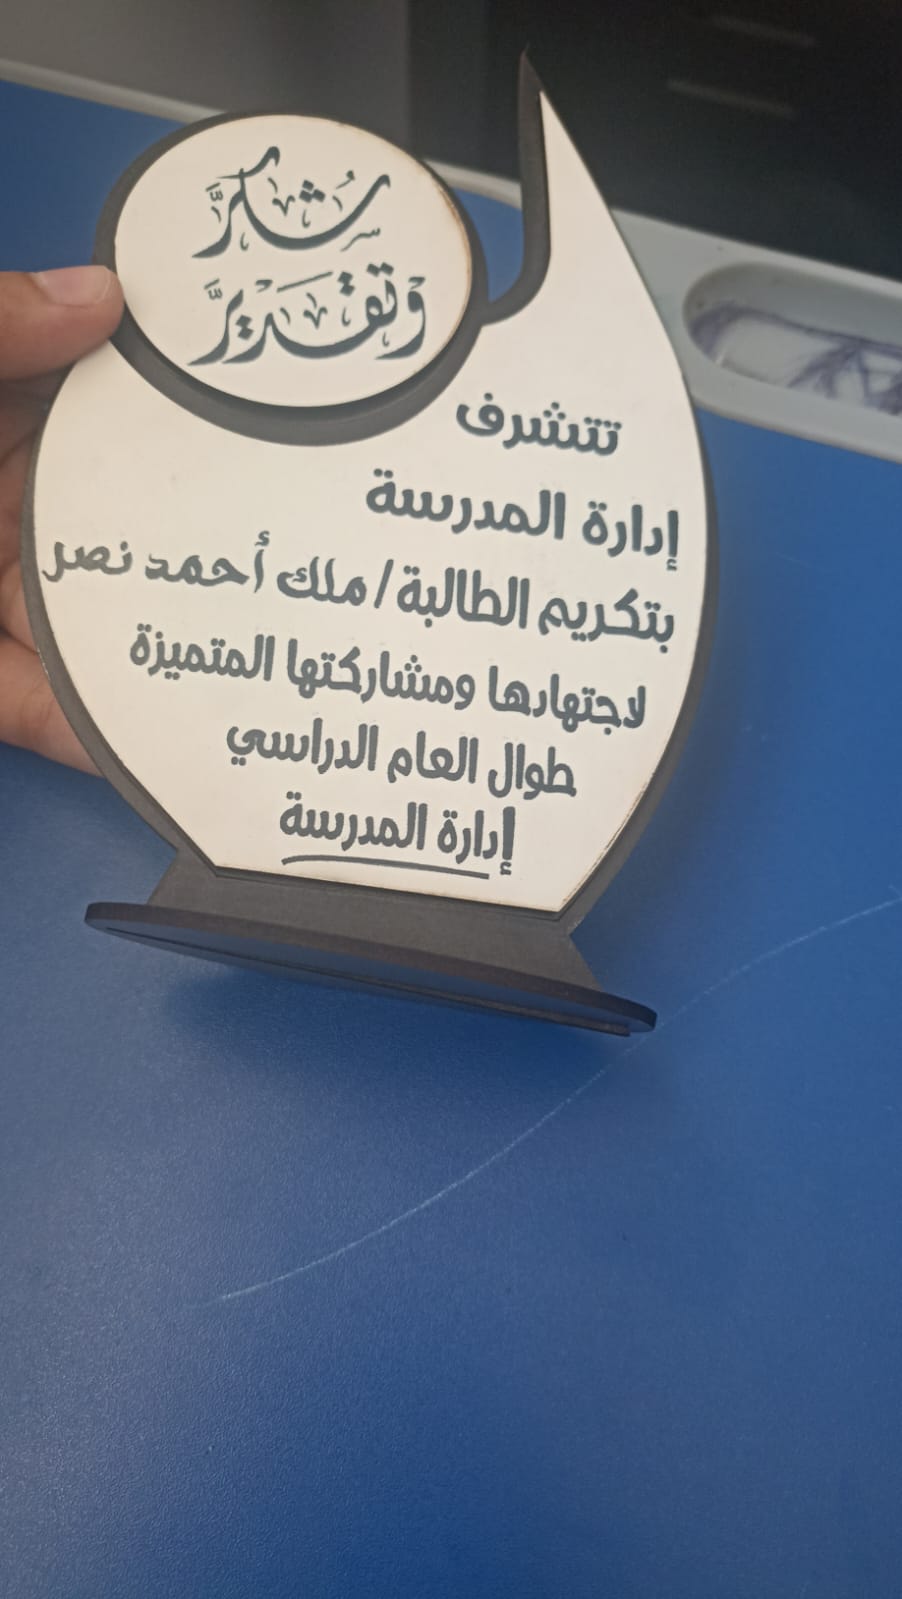 شكرٌ
وتقديرٌ
تتشرف
إدارة المدرسة
بتكريم الطالبة / ملك أحمد نصر
لاجتهادها ومشاركتها المتميزة
طوال العام الدراسي
إدارة المدرسة